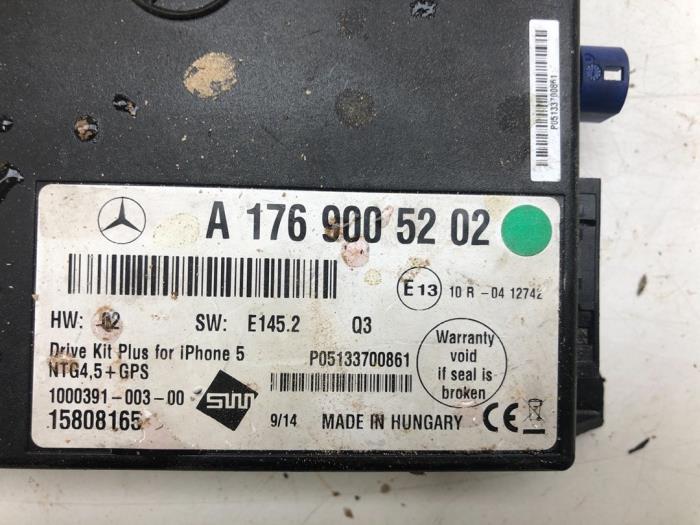 P05133700861
A 176 900 52 02
E13 10 R -04 12742
HW: 02 SW: E145.2 Q3
Drive Kit Plus for iPhone 5
NTG4,5+GPS
P05133700861
Warranty
void
if seal is
broken
1000391-003-00
15808165
9/14 MADE IN HUNGARY CE